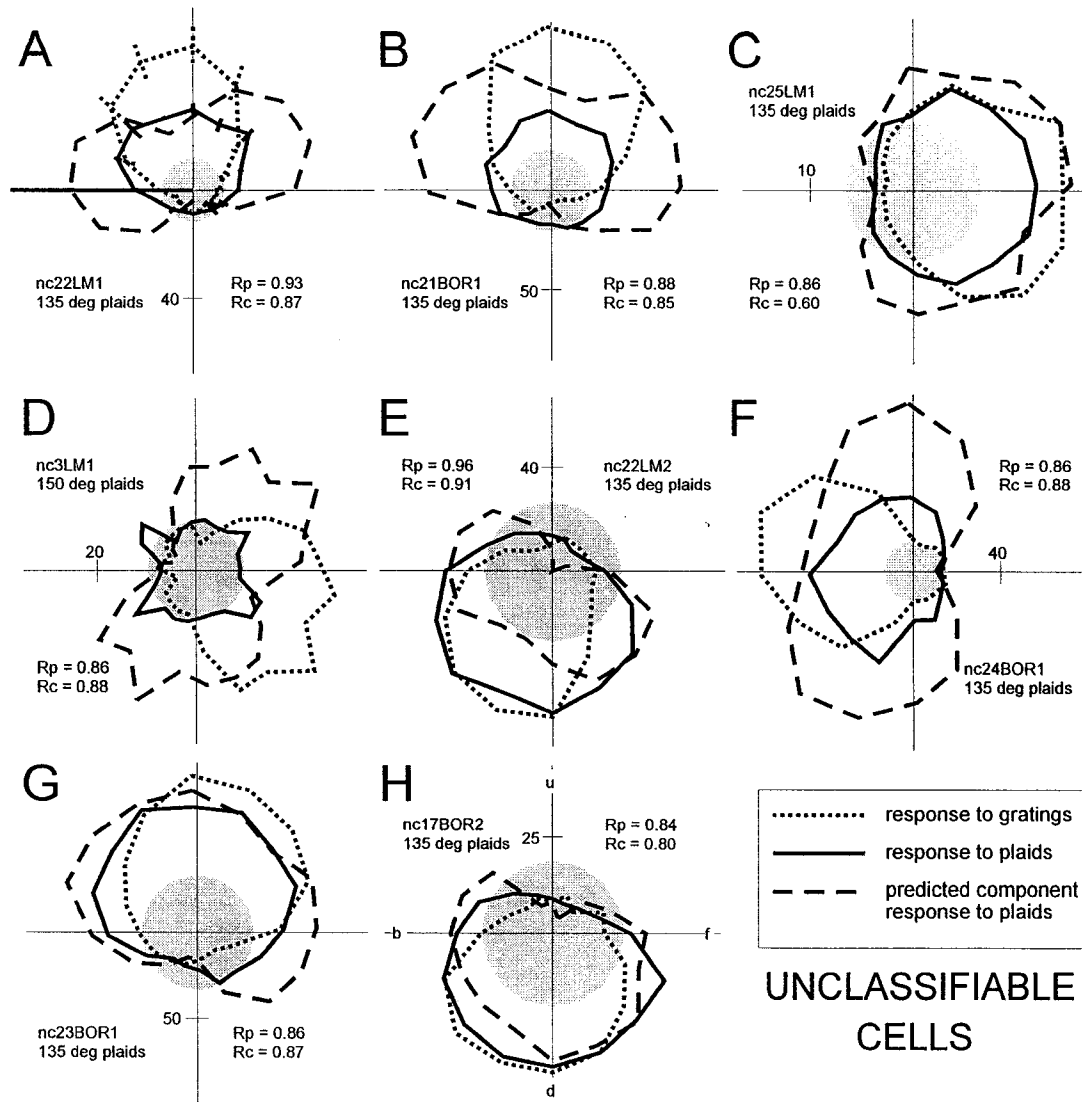 A
nc22LM1
135 deg plaids
40
Rp = 0.93
Rc = 0.87
B
nc21BOR1
135 deg plaids
50
Rp = 0.88
Rc = 0.85
C
nc25LM1
135 deg plaids
10
Rp = 0.86
Rc = 0.60
D
nc3LM1
150 deg plaids
20
Rp = 0.86
Rc = 0.88
E
Rp = 0.96
Rc = 0.91
40
nc22LM2
135 deg plaids
F
Rp = 0.86
Rc = 0.88
40
nc24BOR1
135 deg plaids
G
nc23BOR1
135 deg plaids
50
Rp = 0.86
Rc = 0.87
H
u
nc17BOR2
135 deg plaids
25
Rp = 0.84
Rc = 0.80
b
f
d
response to gratings
response to plaids
predicted component
response to plaids
UNCLASSIFIABLE
CELLS